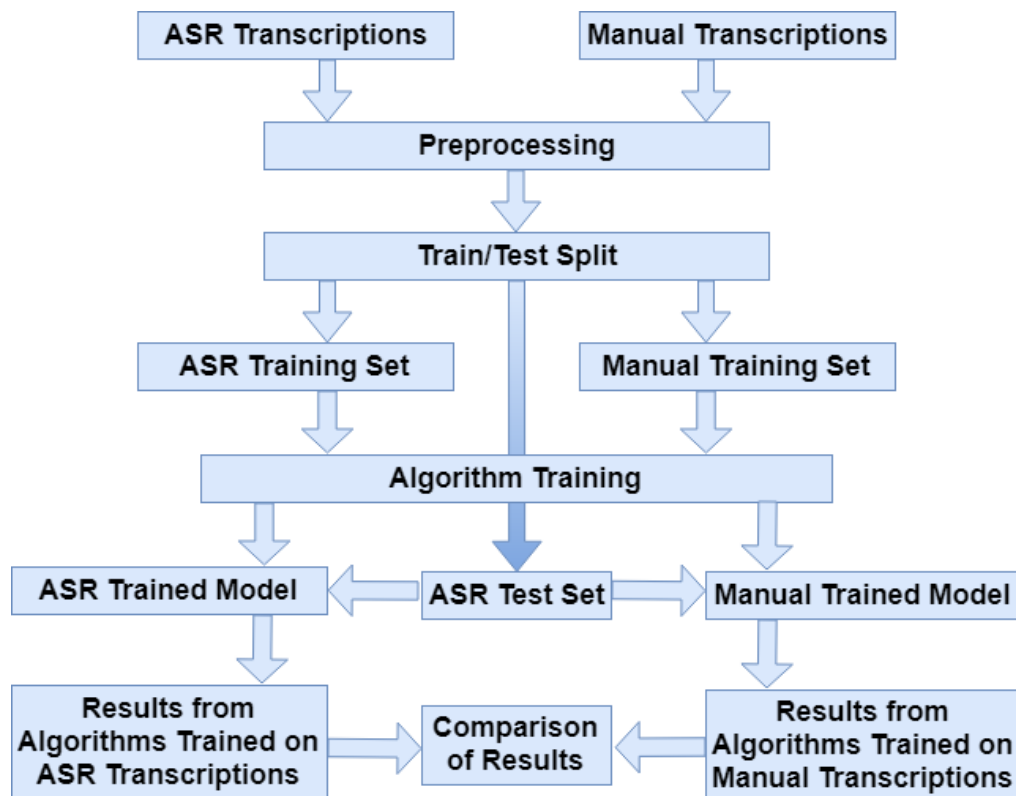 ASR Transcriptions
Manual Transcriptions
Preprocessing
Train/Test Split
ASR Training Set
Manual Training Set
Algorithm Training
ASR Trained Model
ASR Test Set
Manual Trained Model
Results from
Algorithms Trained on
ASR Transcriptions
Comparison
of Results
Results from
Algorithms Trained on
Manual Transcriptions